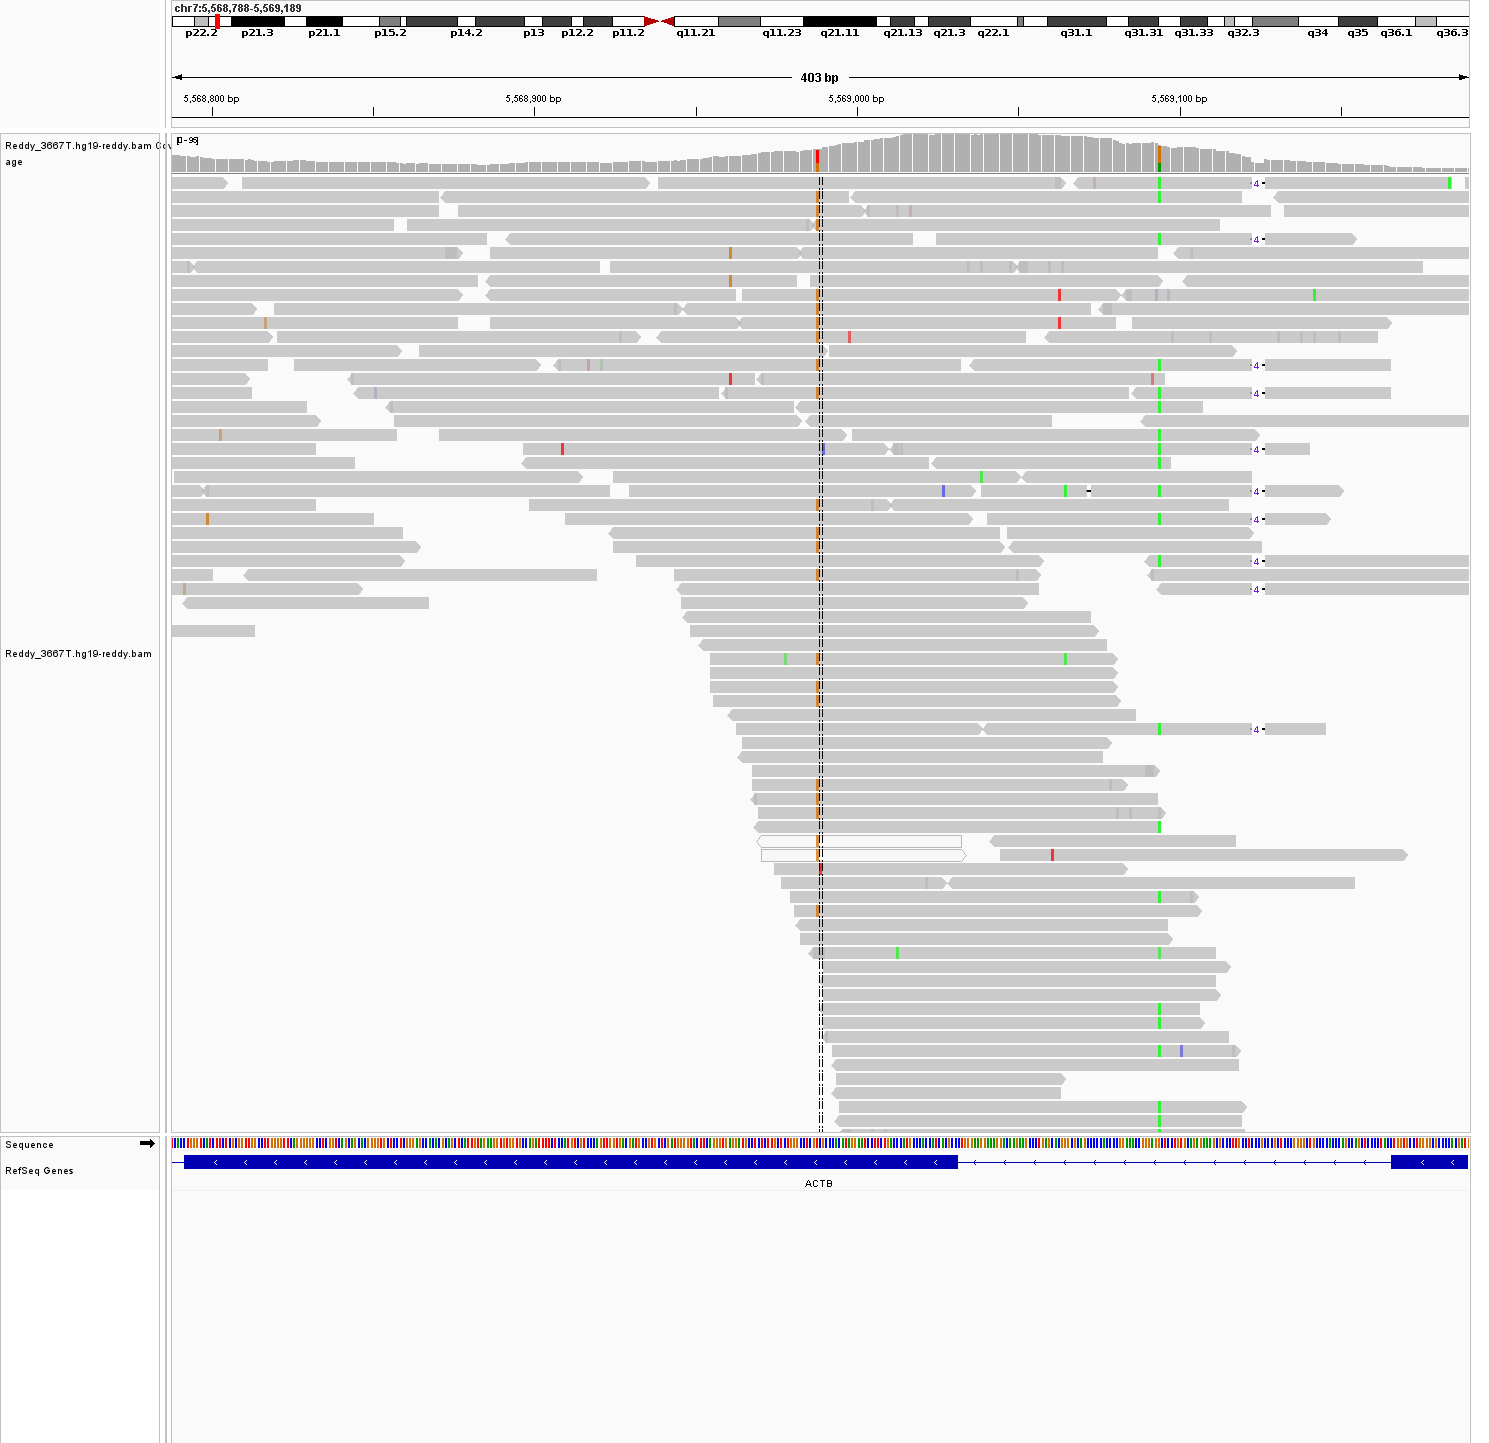 chr7:5,568,788-5,569,189
p22.2 p21.3 p21.1 p15.2 p14.2 p13 p12.2 p11.2 q11.21 q11.23 q21.11 q21.13 q21.3 q22.1 q31.1 q31.31 q31.33 q32.3 q34 q35 q36.1 q36.3
403 bp
5,568,800 bp 5,568,900 bp 5,569,000 bp 5,569,100 bp
[0-99]
Reddy_3667T.hg19-reddy.bam Cov
age
4
4
4
4
4
4
4
4
4
Reddy_3667T.hg19-reddy.bam
4
Sequence
RefSeq Genes
ACTB